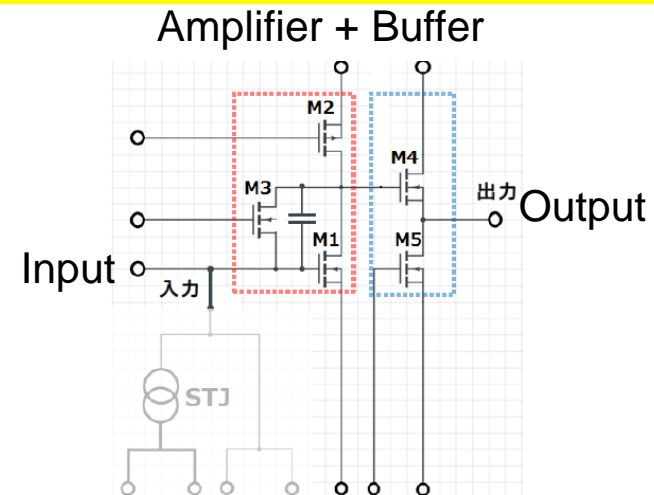 Amplifier + Buffer
M2
M4
M3
出力 Output
M1
M5
Input
入力
STJ